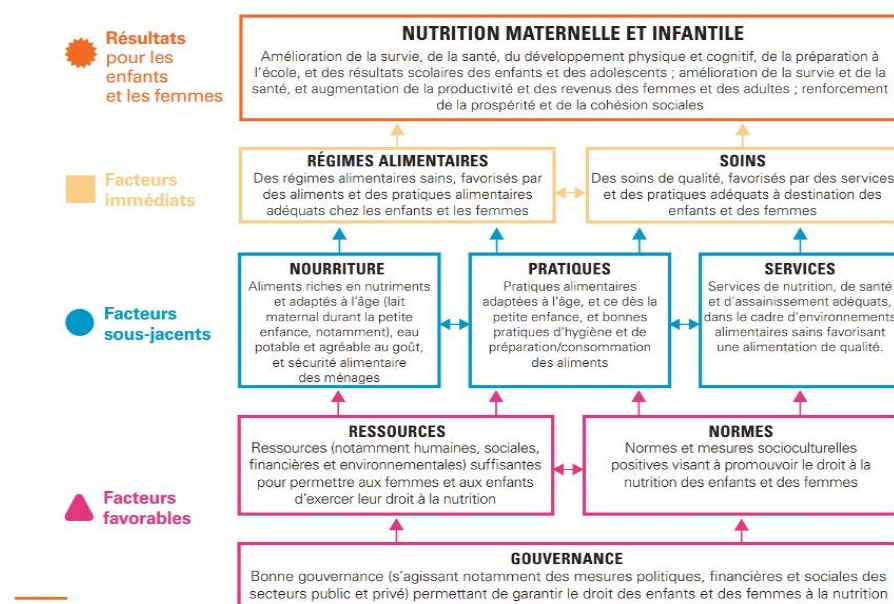 Résultats
pour les
enfants
et les femmes
NUTRITION MATERNELLE ET INFANTILE
Amélioration de la survie, de la santé, du développement physique et cognitif, de la préparation à
l'école, et des résultats scolaires des enfants et des adolescents ; amélioration de la survie et de la
santé, et augmentation de la productivité et des revenus des femmes et des adultes ; renforcement
de la prospérité et de la cohésion sociales
Facteurs
immédiats
RÉGIMES ALIMENTAIRES
Des régimes alimentaires sains, favorisés par
des aliments et des pratiques alimentaires
adéquats chez les enfants et les femmes
SOINS
Des soins de qualité, favorisés par des services
et des pratiques adéquats à destination des
enfants et des femmes
Facteurs
sous-jacents
NOURRITURE
Aliments riches en nutriments
et adaptés à l'âge (lait
maternal durant la petite
enfance, notamment), eau
potable et agréable au goût,
et sécurité alimentaire
des ménages
PRATIQUES
Pratiques alimentaires
adaptées à l'âge, et ce dès la
petite enfance, et bonnes
pratiques d'hygiène et de
préparation/consommation
des aliments
SERVICES
Services de nutrition, de santé
et d'assainissement adéquats,
dans le cadre d'environnements
alimentaires sains favorisant
une alimentation de qualité.
Facteurs
favorables
RESSOURCES
Ressources (notamment humaines, sociales,
financières et environnementales) suffisantes
pour permettre aux femmes et aux enfants
d'exercer leur droit à la nutrition
NORMES
Normes et mesures socioculturelles
positives visant à promouvoir le droit à la
nutrition des enfants et des femmes
GOUVERNANCE
Bonne gouvernance (s'agissant notamment des mesures politiques, financières et sociales des
secteurs public et privé) permettant de garantir le droit des enfants et des femmes à la nutrition